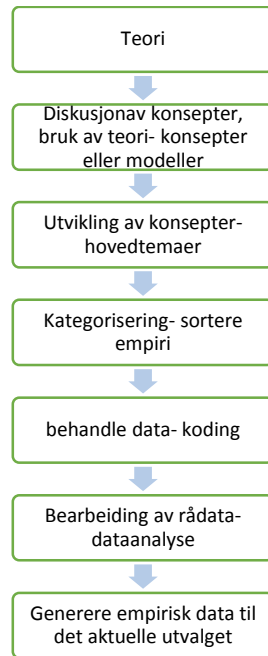 Teori
Diskusjonav konsepter,
bruk av teori- konsepter
eller modeller
Utvikling av konsepter-
hovedtemaer
Kategorisering- sortere
empiri
behandle data- koding
Bearbeiding av rådata-
dataanalyse
Generere empirisk data til
det aktuelle utvalget